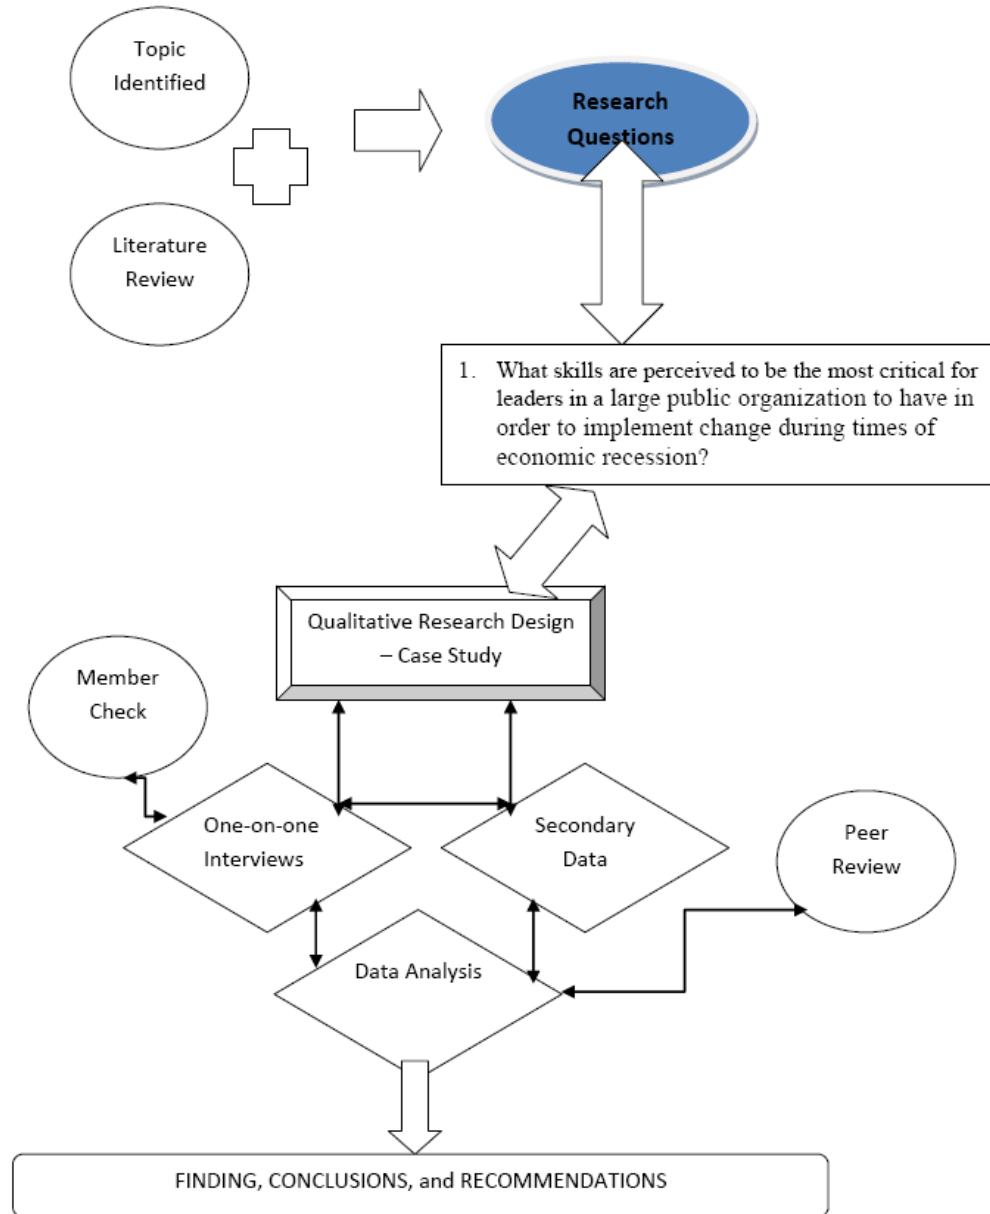 Topic
Identified
Research
Questions
Literature
Review
1. What skills are perceived to be the most critical for
leaders in a large public organization to have in
order to implement change during times of
economic recession?
Qualitative Research Design
– Case Study
Member
Check
One-on-one
Interviews
Secondary
Data
Peer
Review
Data Analysis
FINDING, CONCLUSIONS, and RECOMMENDATIONS